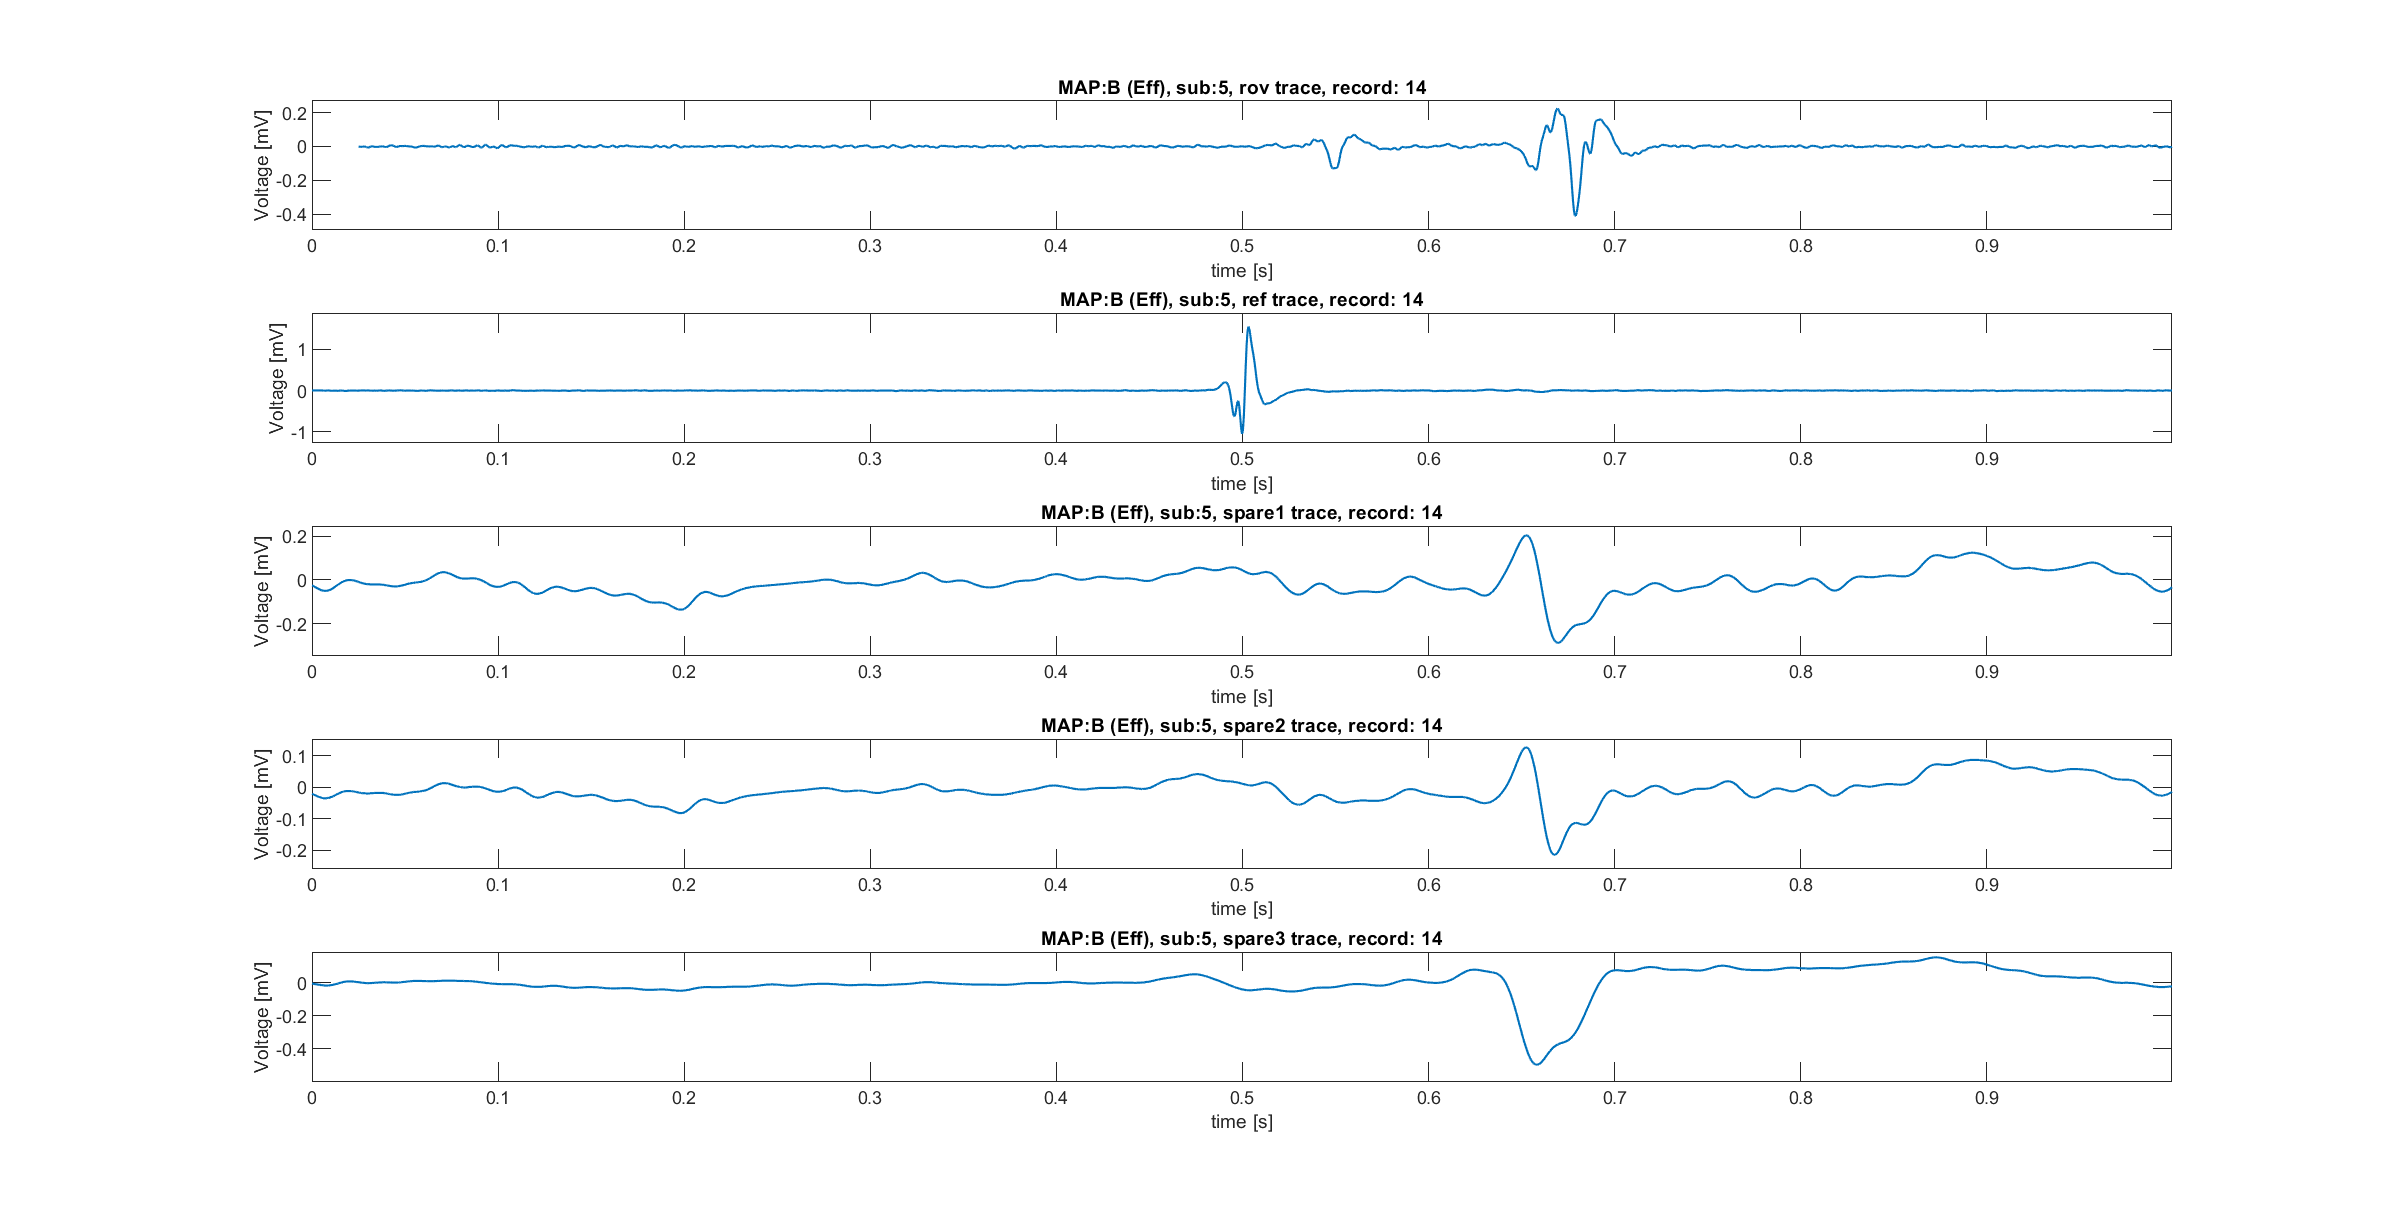 MAP:B (Eff), sub:5, rov trace, record: 14
Voltage [mV]
0.2
0
-0.2
-0.4
0 0.1 0.2 0.3 0.4 0.5 0.6 0.7 0.8 0.9
time [s]
MAP:B (Eff), sub:5, ref trace, record: 14
Voltage [mV]
1
0
-1
0 0.1 0.2 0.3 0.4 0.5 0.6 0.7 0.8 0.9
time [s]
MAP:B (Eff), sub:5, spare1 trace, record: 14
Voltage [mV]
0.2
0
-0.2
0 0.1 0.2 0.3 0.4 0.5 0.6 0.7 0.8 0.9
time [s]
MAP:B (Eff), sub:5, spare2 trace, record: 14
Voltage [mV]
0.1
0
-0.1
-0.2
0 0.1 0.2 0.3 0.4 0.5 0.6 0.7 0.8 0.9
time [s]
MAP:B (Eff), sub:5, spare3 trace, record: 14
Voltage [mV]
0
-0.2
-0.4
0 0.1 0.2 0.3 0.4 0.5 0.6 0.7 0.8 0.9
time [s]